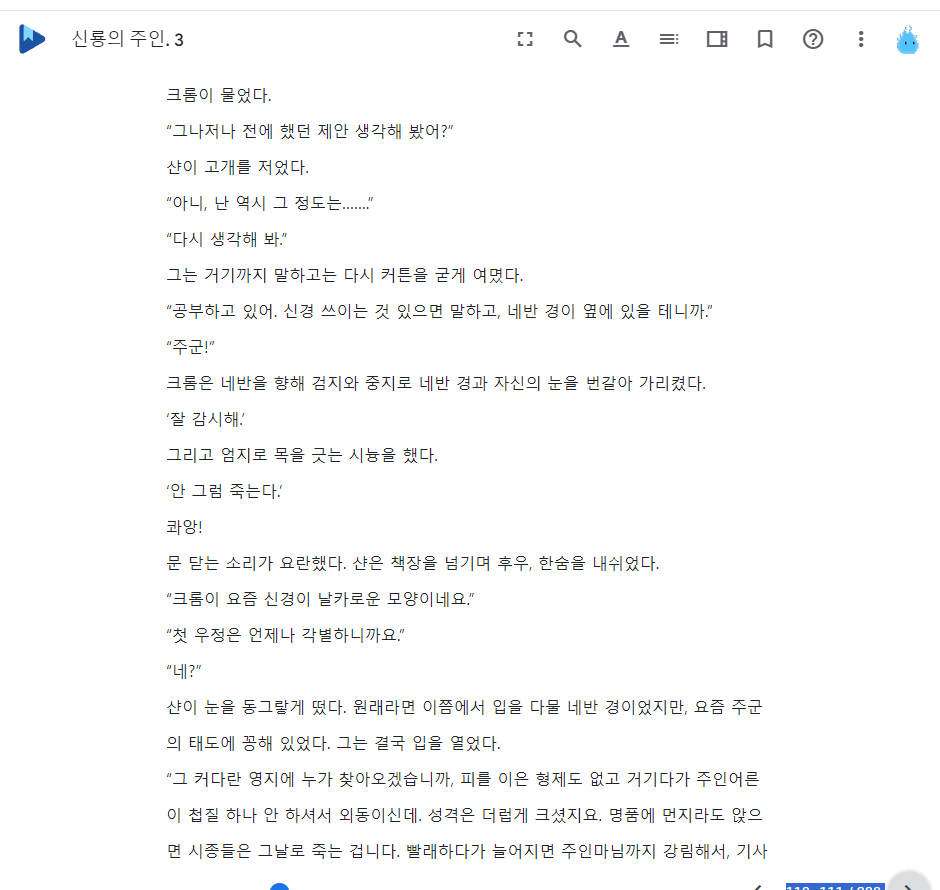 신룡의 주인. 3
크롬이 물었다.
“그나저나 전에 했던 제안 생각해 봤어?”
샨이 고개를 저었다.
“아니, 난 역시 그 정도는…….”
“다시 생각해 봐.”
그는 거기까지 말하고는 다시 커튼을 굳게 여몄다.
“공부하고 있어. 신경 쓰이는 것 있으면 말하고, 네반 경이 옆에 있을 테니까.”
“주군!”
크롬은 네반을 향해 검지와 중지로 네반 경과 자신의 눈을 번갈아 가리켰다.
‘잘 감시해.’
그리고 엄지로 목을 긋는 시늉을 했다.
‘안 그럼 죽는다.’
콰앙!
문 닫는 소리가 요란했다. 샨은 책장을 넘기며 후우, 한숨을 내쉬었다.
“크롬이 요즘 신경이 날카로운 모양이네요.”
“첫 우정은 언제나 각별하니까요.”
“네?”
샨이 눈을 동그랗게 떴다. 원래라면 이쯤에서 입을 다물 네반 경이었지만, 요즘 주군
의 태도에 꽁해 있었다. 그는 결국 입을 열었다.
“그 커다란 영지에 누가 찾아오겠습니까, 피를 이은 형제도 없고 거기다가 주인어른
이 첩질 하나 안 하셔서 외동이신데. 성격은 더럽게 크셨지요. 명품에 먼지라도 앉으
면 시종들은 그날로 죽는 겁니다. 빨래하다가 늘어지면 주인마님까지 강림해서, 기사